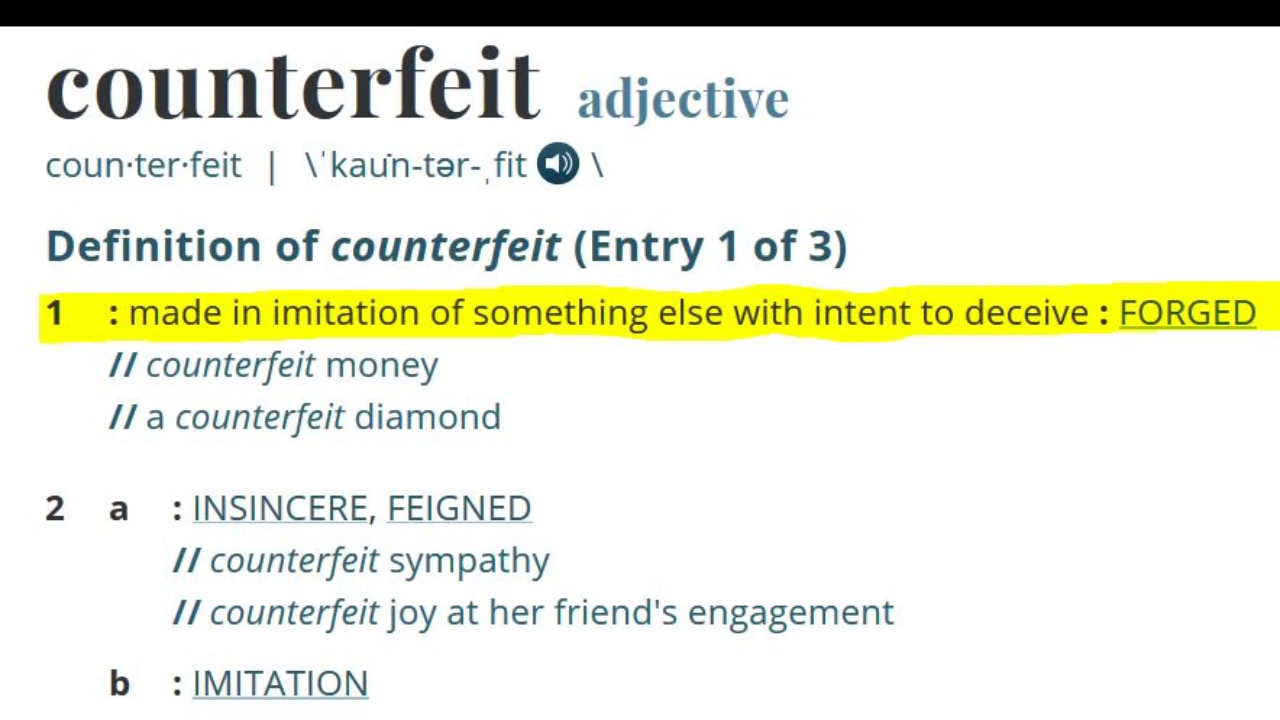 counterfeit adjective
coun·ter·feit | \ ˈkau̇n-tər-ˌfit \
Definition of counterfeit (Entry 1 of 3)
1 : made in imitation of something else with intent to deceive : FORGED
// counterfeit money
// a counterfeit diamond
2 a : INSINCERE, FEIGNED
// counterfeit sympathy
// counterfeit joy at her friend's engagement
b : IMITATION